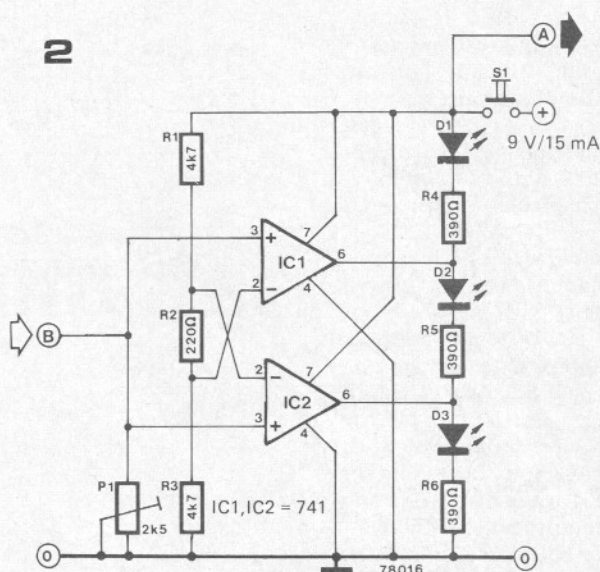 2
A
S1
R1
4k7
D1
+
9 V/15 mA
R4
390Ω
3
+
7
IC1
6
2
−
4
D2
R2
220Ω
R5
390Ω
B
2
−
7
IC2
6
3
+
4
D3
P1
2k5
R3
4k7
IC1, IC2 = 741
R6
390Ω
0
0
78016